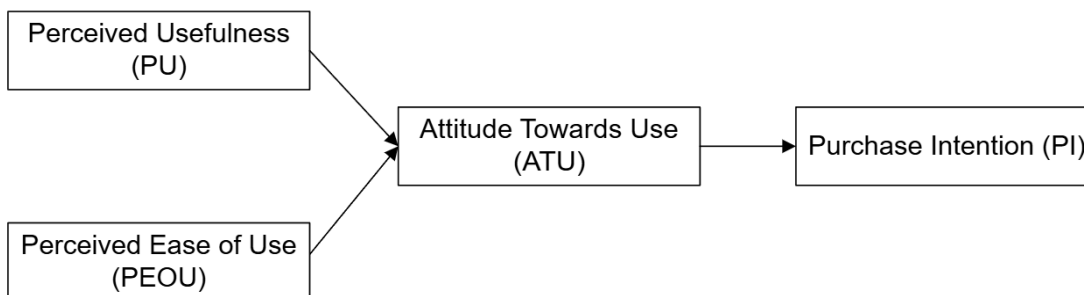 Perceived Usefulness
(PU)
Attitude Towards Use
(ATU)
Purchase Intention (PI)
Perceived Ease of Use
(PEOU)